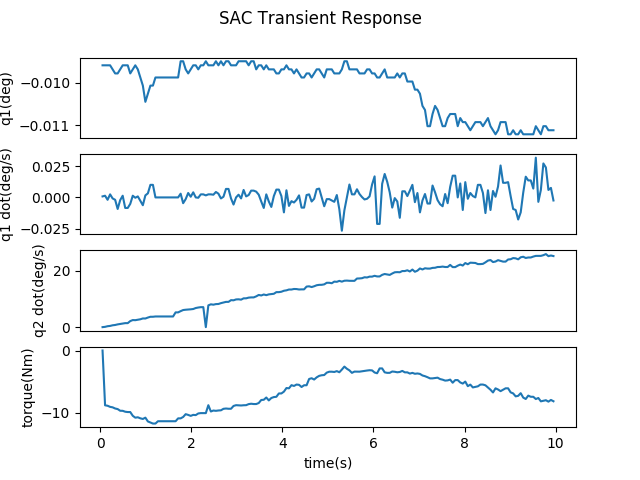 SAC Transient Response
q1(deg)
−0.010
−0.011
q1 dot(deg/s)
0.025
0.000
−0.025
q2 dot(deg/s)
20
0
torque(Nm)
0
−10
0 2 4 6 8 10
time(s)